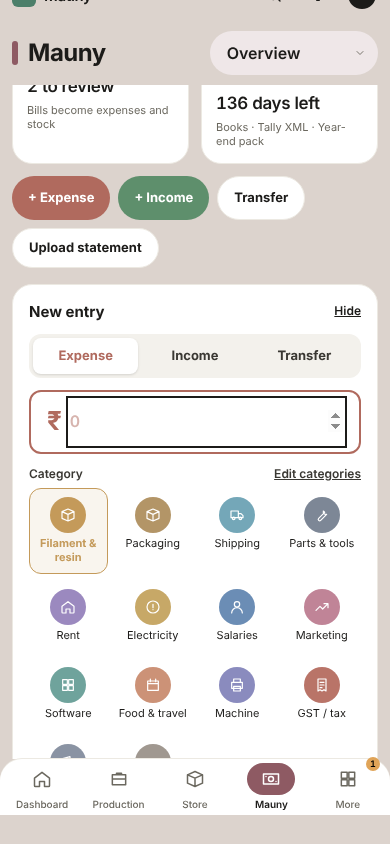 Mauny
Overview
2 to review
Bills become expenses and
stock
136 days left
Books · Tally XML · Year-
end pack
+ Expense
+ Income
Transfer
Upload statement
New entry
Hide
Expense
Income
Transfer
₹
0
Category
Edit categories
Filament &
resin
Packaging
Shipping
Parts & tools
Rent
Electricity
Salaries
Marketing
Software
Food & travel
Machine
GST / tax
1
Dashboard
Production
Store
Mauny
More